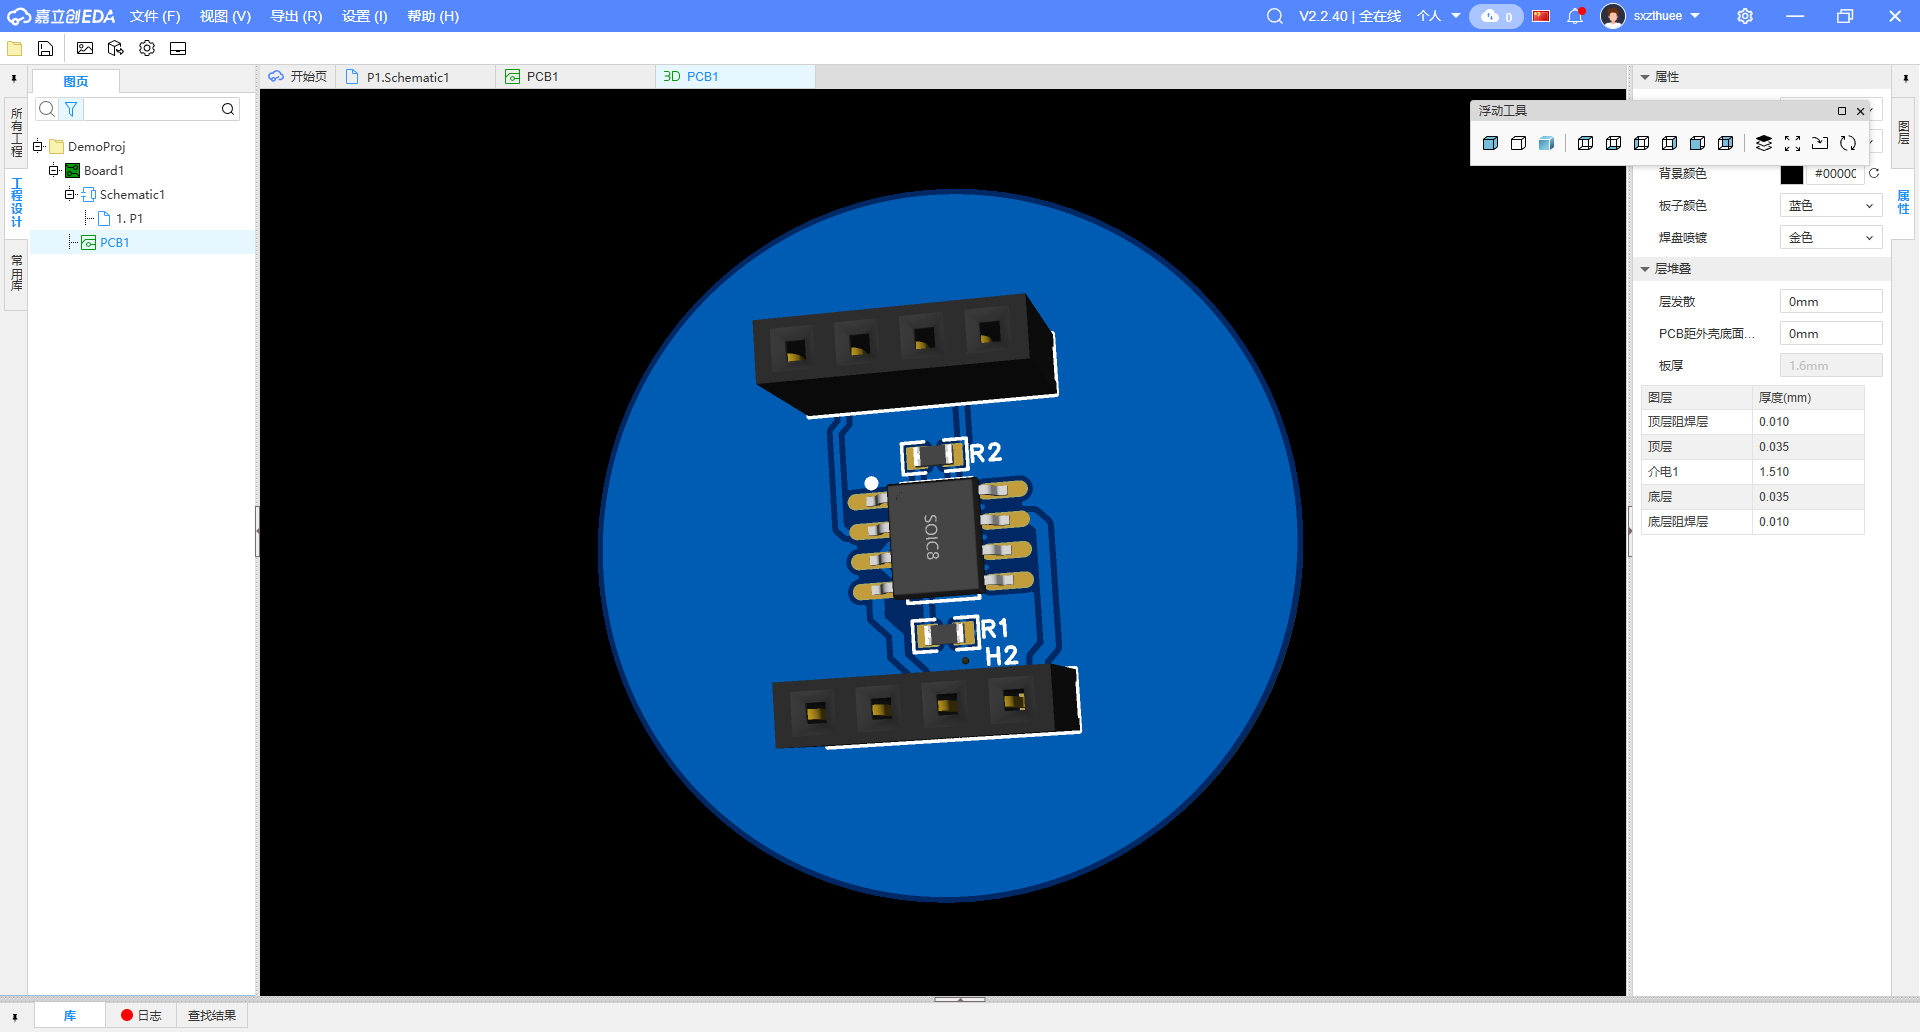 嘉立创EDA 文件 (F) 视图 (V) 导出 (R) 设置 (I) 帮助 (H) V2.2.40 | 全在线 个人 0 sxzthuee
图页
开始页 P1.Schematic1 PCB1 3D PCB1
属性
所有工程
工程设计
常用库
DemoProj
Board1
Schematic1
1. P1
PCB1
浮动工具
背景颜色 #00000
板子颜色 蓝色
焊盘喷镀 金色
层堆叠
层发散 0mm
PCB距外壳底面... 0mm
板厚 1.6mm
图层 厚度(mm)
顶层阻焊层 0.010
顶层 0.035
介电1 1.510
底层 0.035
底层阻焊层 0.010
图层
属性
R2
SOIC8
R1
H2
库 日志 查找结果